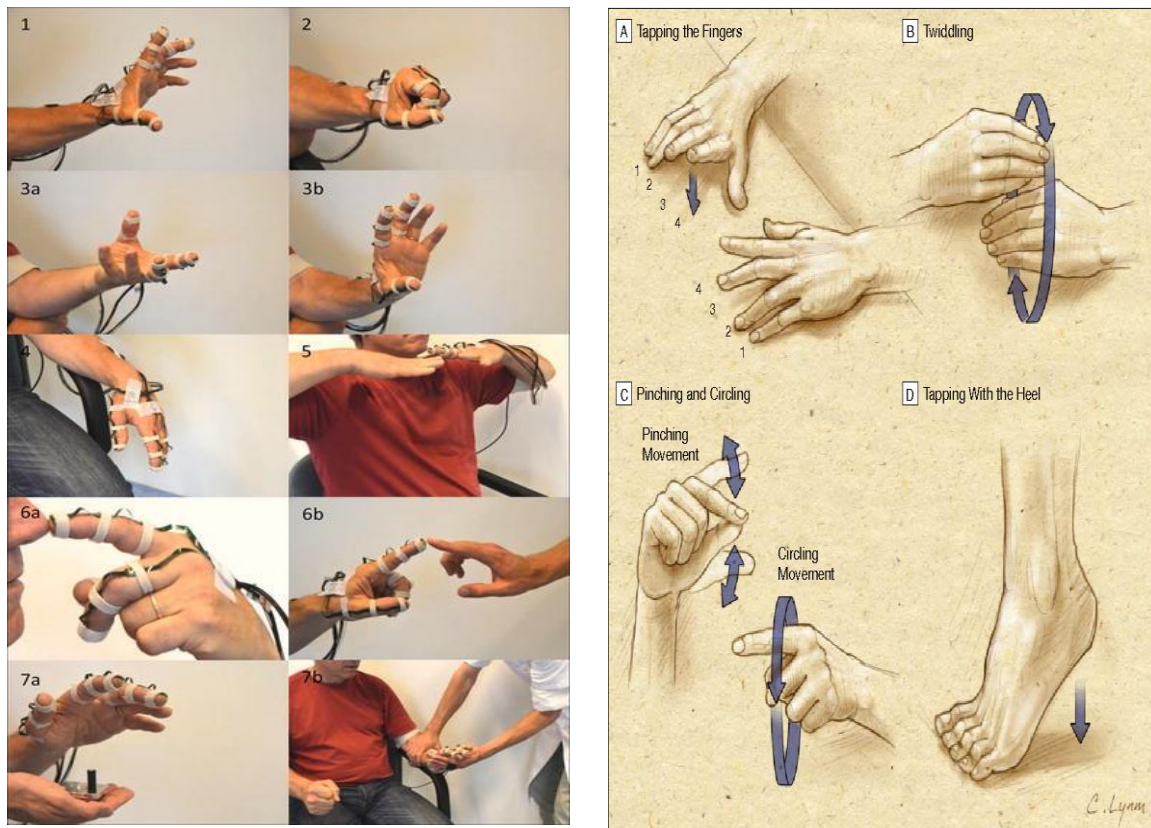 1
2
3a
3b
4
5
6a
6b
7a
7b
A Tapping the Fingers
B Twiddling
1
2
3
4
4
3
2
1
C Pinching and Circling
D Tapping With the Heel
Pinching
Movement
Circling
Movement
C. Lynm